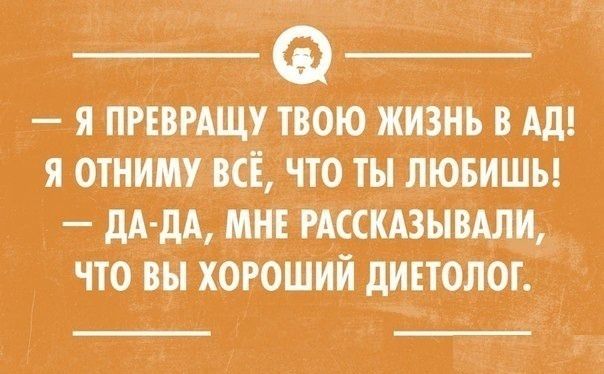 — Я ПРЕВРАЩУ ТВОЮ ЖИЗНЬ В АД!
Я ОТНИМУ ВСЁ, ЧТО ТЫ ЛЮБИШЬ!
— ДА-ДА, МНЕ РАССКАЗЫВАЛИ,
ЧТО ВЫ ХОРОШИЙ ДИЕТОЛОГ.